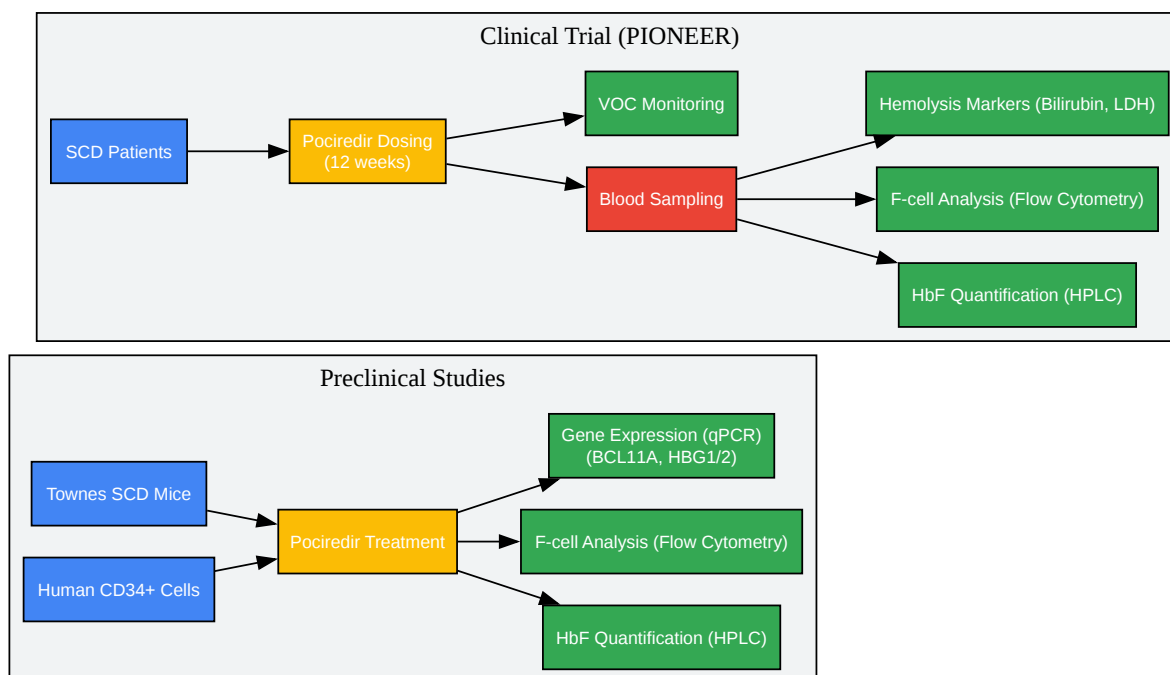 Clinical Trial (PIONEER)
SCD Patients
Pociredir Dosing
(12 weeks)
VOC Monitoring
Blood Sampling
Hemolysis Markers (Bilirubin, LDH)
F-cell Analysis (Flow Cytometry)
HbF Quantification (HPLC)
Preclinical Studies
Townes SCD Mice
Human CD34+ Cells
Pociredir Treatment
Gene Expression (qPCR)
(BCL11A, HBG1/2)
F-cell Analysis (Flow Cytometry)
HbF Quantification (HPLC)